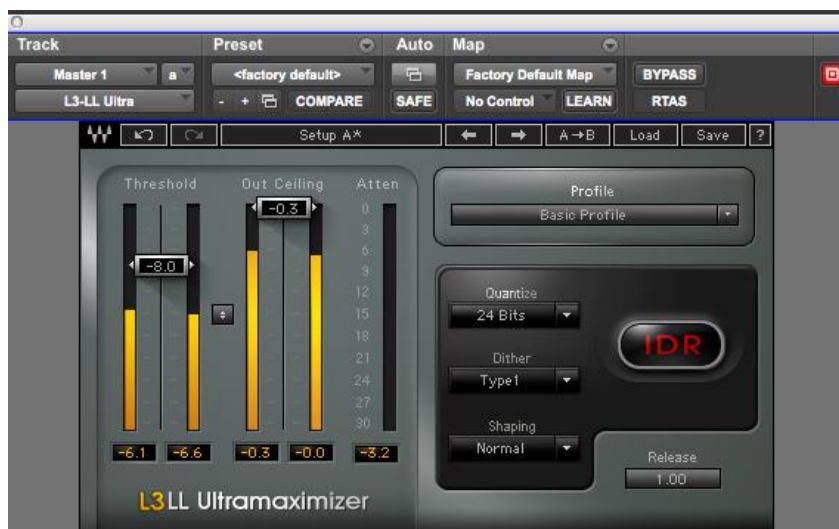 Track Preset Auto Map
Master 1 a <factory default> Factory Default Map BYPASS
L3-LL Ultra - + COMPARE SAFE No Control LEARN RTAS
Setup A* A→B Load Save ?
Threshold Out Ceiling Atten
-8.0 -0.3
0
3
6
9
12
15
18
21
24
27
30
-6.1 -6.6 -0.3 -0.0 -3.2
L3LL Ultramaximizer
Profile
Basic Profile
Quantize
24 Bits
Dither
Type1
Shaping
Normal
IDR
Release
1.00